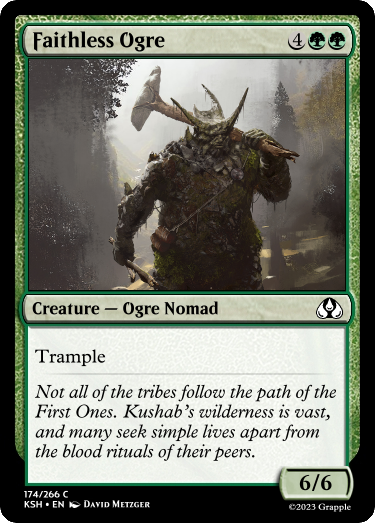 Faithless Ogre 4
Creature — Ogre Nomad
Trample
Not all of the tribes follow the path of the
First Ones. Kushab's wilderness is vast,
and many seek simple lives apart from
the blood rituals of their peers.
6/6
174/266 C
KSH • EN DAVID METZGER
©2023 Grapple